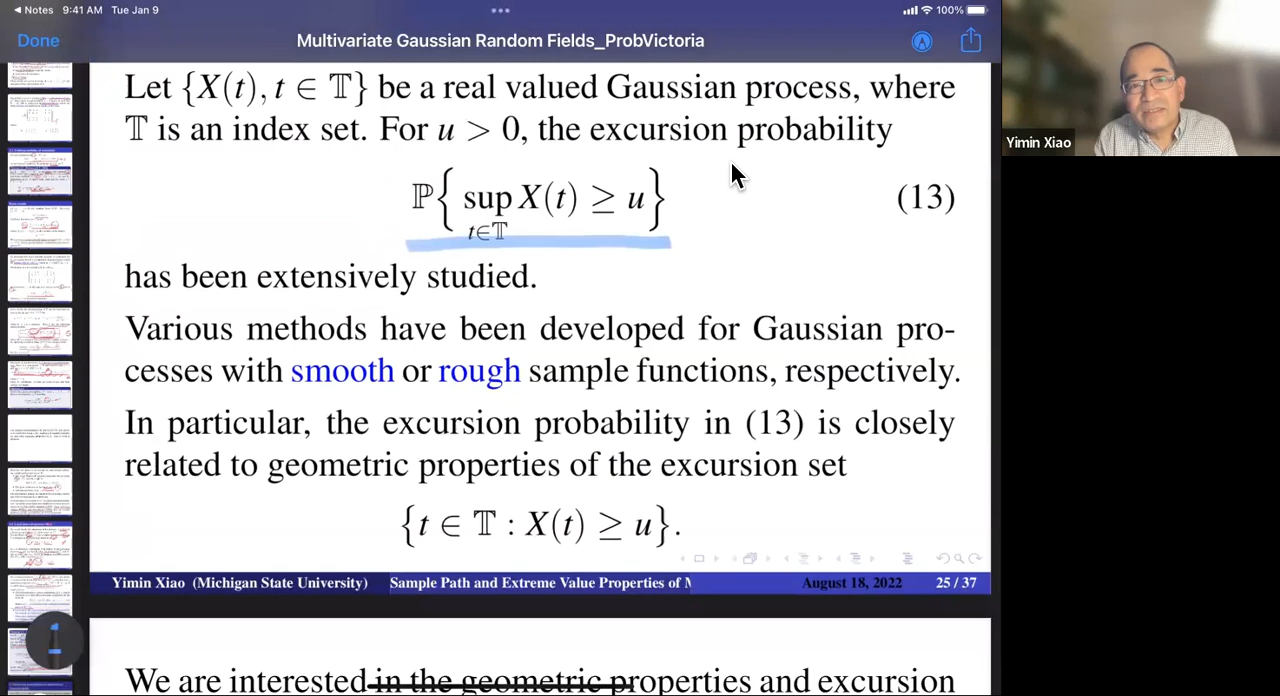 Notes 9:41 AM Tue Jan 9
100%
Done
Multivariate Gaussian Random Fields_ProbVictoria
Let {X(t), t ∈ 𝕋} be a real valued Gaussian process, where
𝕋 is an index set. For u > 0, the excursion probability
ℙ{ sup X(t) ≥ u } (13)
t∈𝕋
has been extensively studied.
Various methods have been developed for Gaussian pro-
cesses with smooth or rough sample functions, respectively.
In particular, the excursion probability in (13) is closely
related to geometric properties of the excursion set
{t ∈ 𝕋 : X(t) ≥ u}.
Yimin Xiao (Michigan State University) Sample Path and Extreme Value Properties of M August 18, 2022 25 / 37
We are interested in the geometric properties and excursion
Yimin Xiao